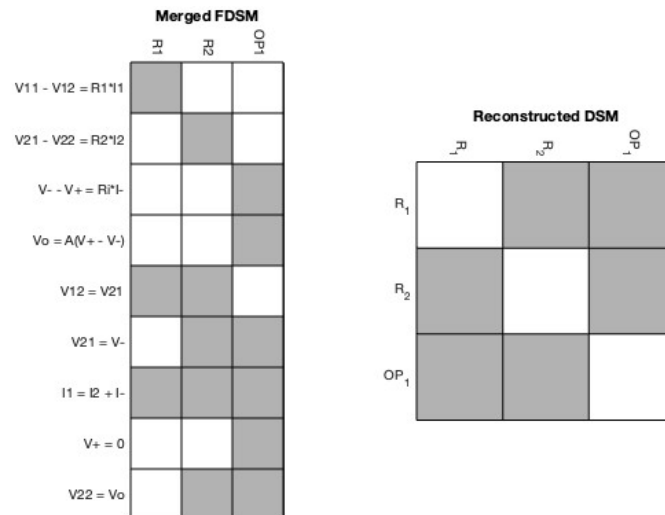 Merged FDSM
R1 R2 OP1
V11 - V12 = R1*I1
V21 - V22 = R2*I2
V- - V+ = Ri*I-
Vo = A(V+ - V-)
V12 = V21
V21 = V-
I1 = I2 + I-
V+ = 0
V22 = Vo
Reconstructed DSM
R1 R2 OP1
R1
R2
OP1